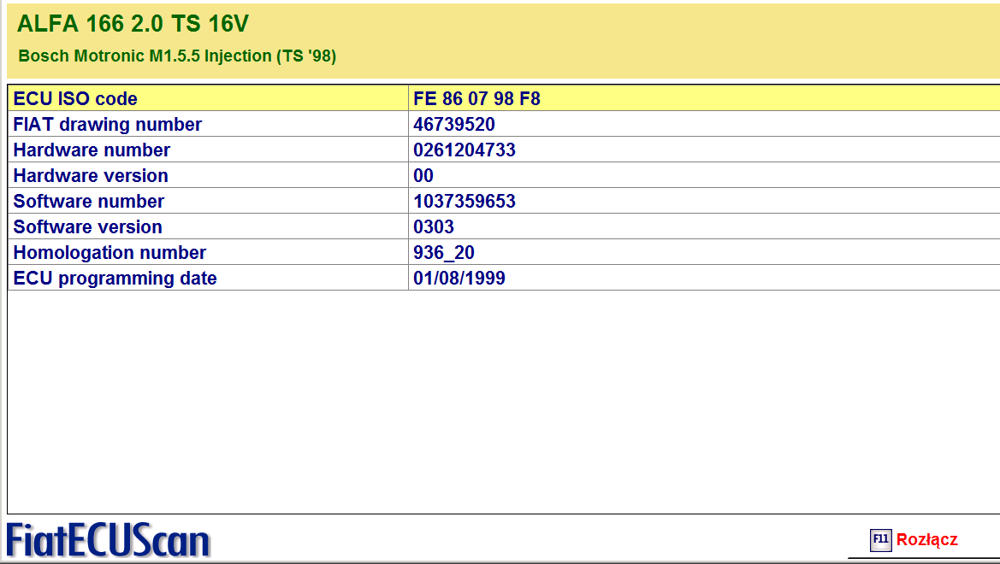 ALFA 166 2.0 TS 16V
Bosch Motronic M1.5.5 Injection (TS '98)
ECU ISO code FE 86 07 98 F8
FIAT drawing number 46739520
Hardware number 0261204733
Hardware version 00
Software number 1037359653
Software version 0303
Homologation number 936_20
ECU programming date 01/08/1999
FiatECUScan
F11 Rozłącz